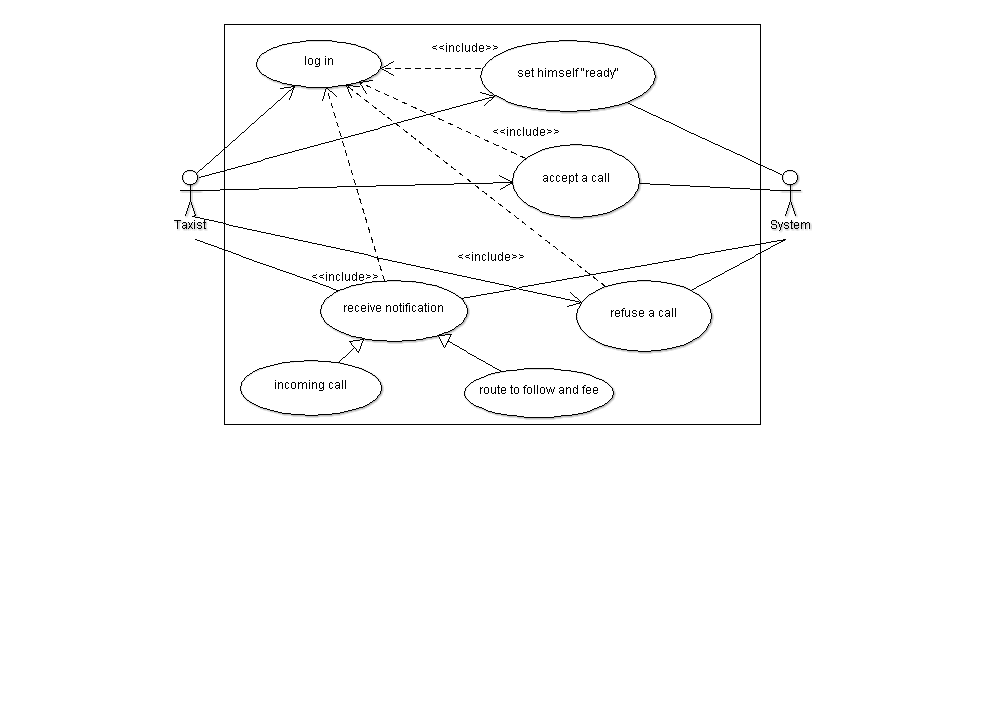 <<include>>
log in
set himself "ready"
<<include>>
accept a call
Taxist
System
<<include>>
<<include>>
receive notification
refuse a call
incoming call
route to follow and fee